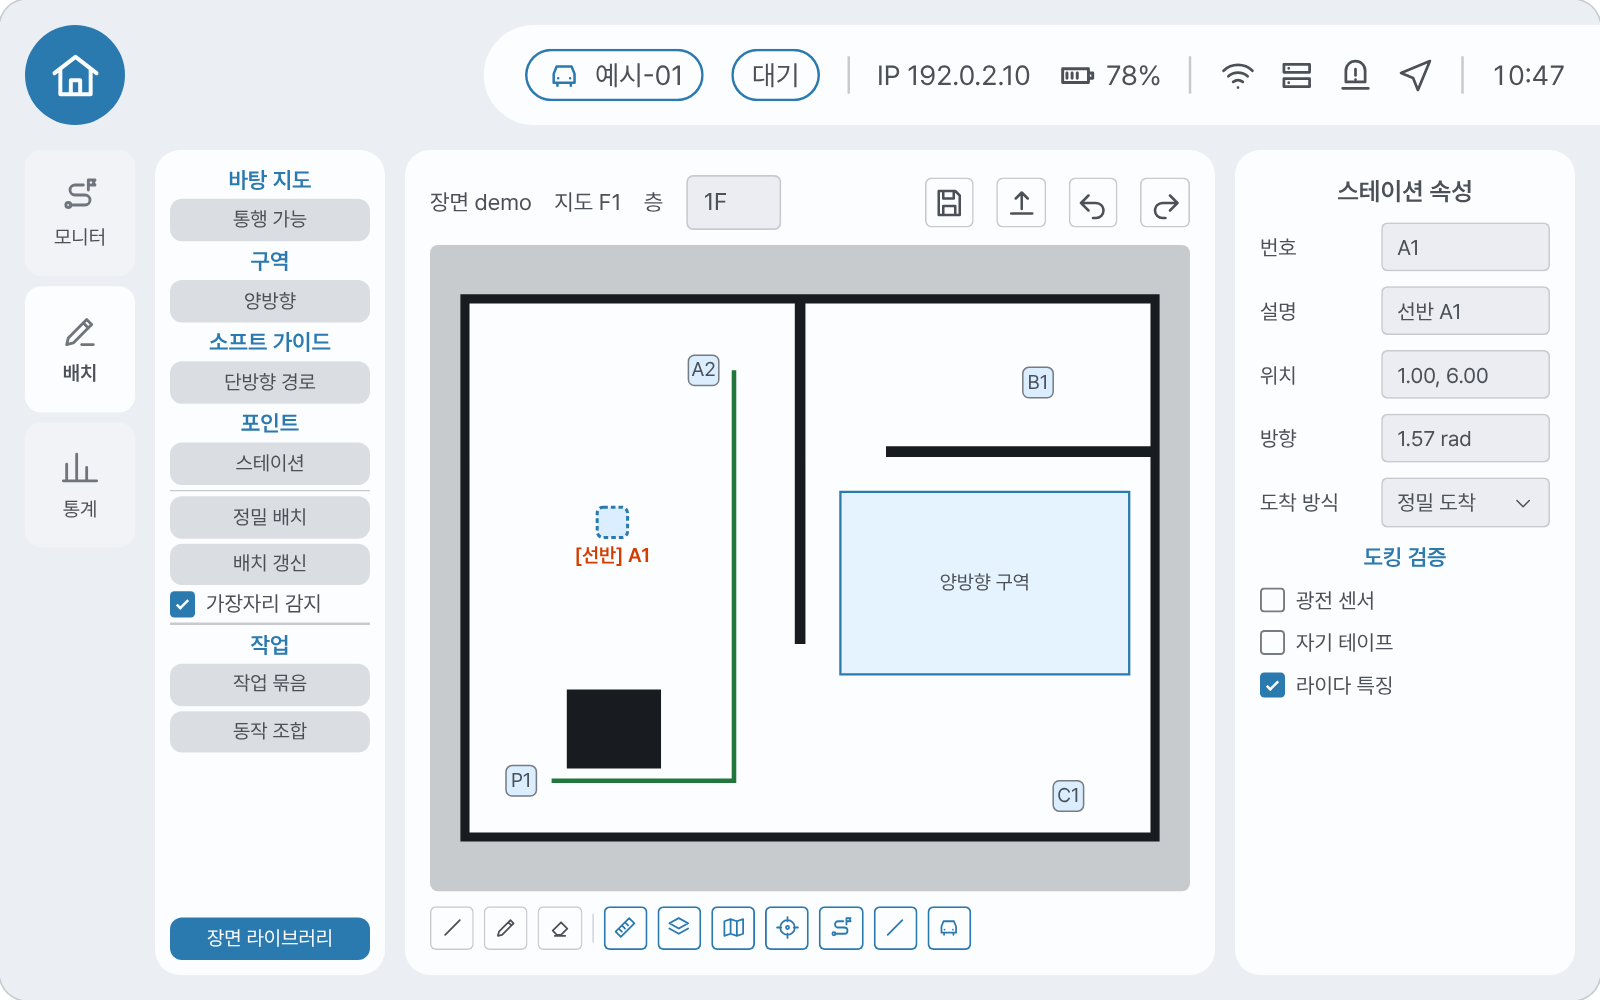 예시-01
대기
IP 192.0.2.10
78%
10:47
모니터
배치
통계
바탕 지도
통행 가능
구역
양방향
소프트 가이드
단방향 경로
포인트
스테이션
정밀 배치
배치 갱신
가장자리 감지
작업
작업 묶음
동작 조합
장면 라이브러리
장면 demo 지도 F1 층 1F
A2
B1
[선반] A1
양방향 구역
P1
C1
스테이션 속성
번호 A1
설명 선반 A1
위치 1.00, 6.00
방향 1.57 rad
도착 방식 정밀 도착
도킹 검증
광전 센서
자기 테이프
라이다 특징